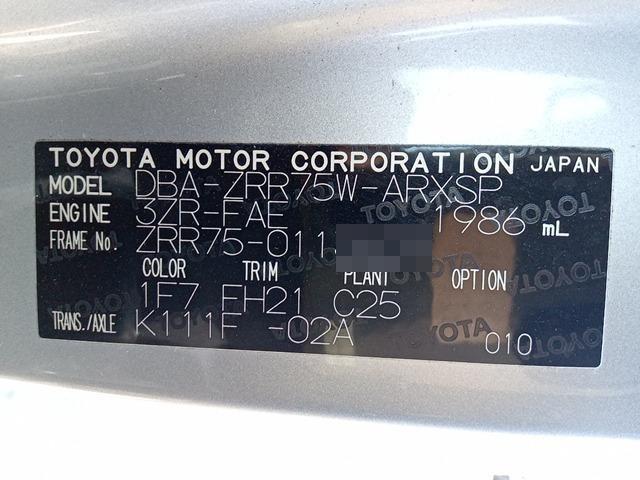 TOYOTA MOTOR CORPORATION JAPAN
MODEL DBA-ZRR75W-ARXSP
ENGINE 3ZR-FAE 1986 mL
FRAME No. ZRR75-011
COLOR TRIM PLANT OPTION
1F7 EH21 C25
TRANS./AXLE K111F -02A 010